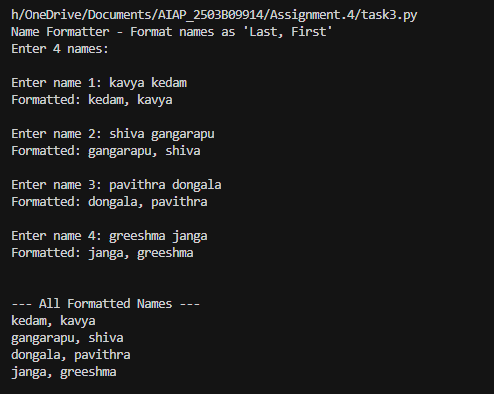 h/OneDrive/Documents/AIAP_2503B09914/Assignment.4/task3.py
Name Formatter - Format names as 'Last, First'
Enter 4 names:
Enter name 1: kavya kedam
Formatted: kedam, kavya
Enter name 2: shiva gangarapu
Formatted: gangarapu, shiva
Enter name 3: pavithra dongala
Formatted: dongala, pavithra
Enter name 4: greeshma janga
Formatted: janga, greeshma
--- All Formatted Names ---
kedam, kavya
gangarapu, shiva
dongala, pavithra
janga, greeshma